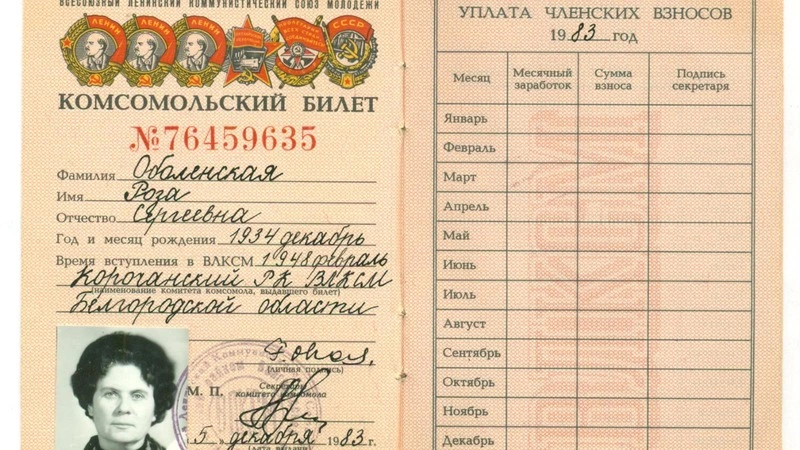 ВСЕСОЮЗНЫЙ ЛЕНИНСКИЙ КОММУНИСТИЧЕСКИЙ СОЮЗ МОЛОДЕЖИ
КОМСОМОЛЬСКИЙ БИЛЕТ
№76459635
Фамилия Оболенская
Имя Роза
Отчество Сергеевна
Год и месяц рождения 1934 декабрь
Время вступления в ВЛКСМ 1948 февраль
Корочанский РК ВЛКСМ
(наименование комитета комсомола, выдавшего билет)
Белгородской области
(личная подпись)
М. П. Секретарь
комитета комсомола
5 декабря 1983 г.
(дата выдачи)
УПЛАТА ЧЛЕНСКИХ ВЗНОСОВ
1983 год
Месяц Месячный заработок Сумма взноса Подпись секретаря
Январь
Февраль
Март
Апрель
Май
Июнь
Июль
Август
Сентябрь
Октябрь
Ноябрь
Декабрь